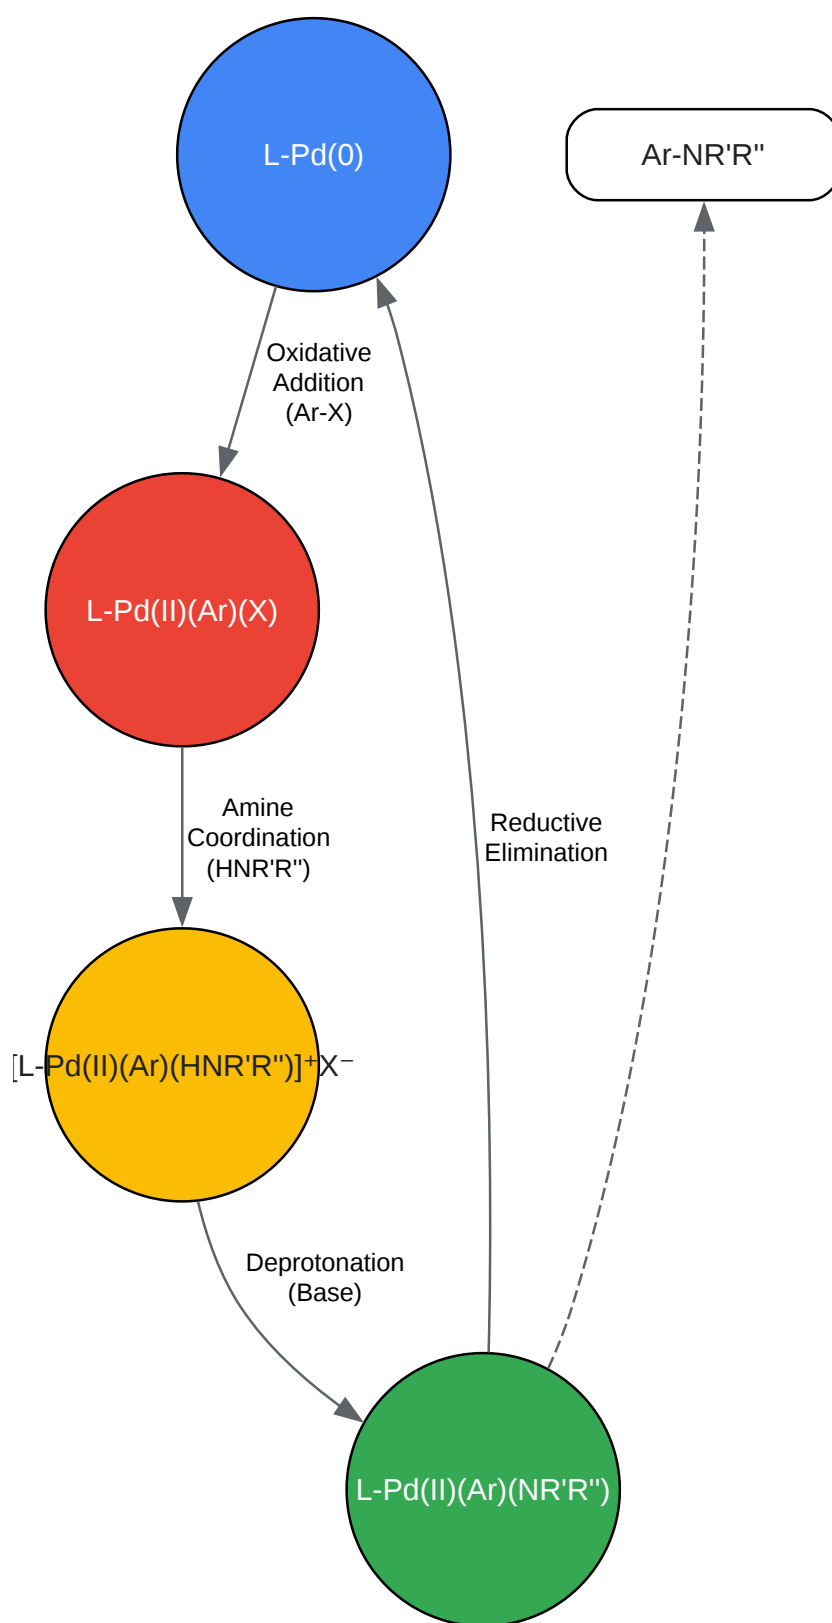 L-Pd(0)
Ar-NR'R"
Oxidative
Addition
(Ar-X)
L-Pd(II)(Ar)(X)
Amine
Coordination
(HNR'R")
Reductive
Elimination
[L-Pd(II)(Ar)(HNR'R")]⁺X⁻
Deprotonation
(Base)
L-Pd(II)(Ar)(NR'R")